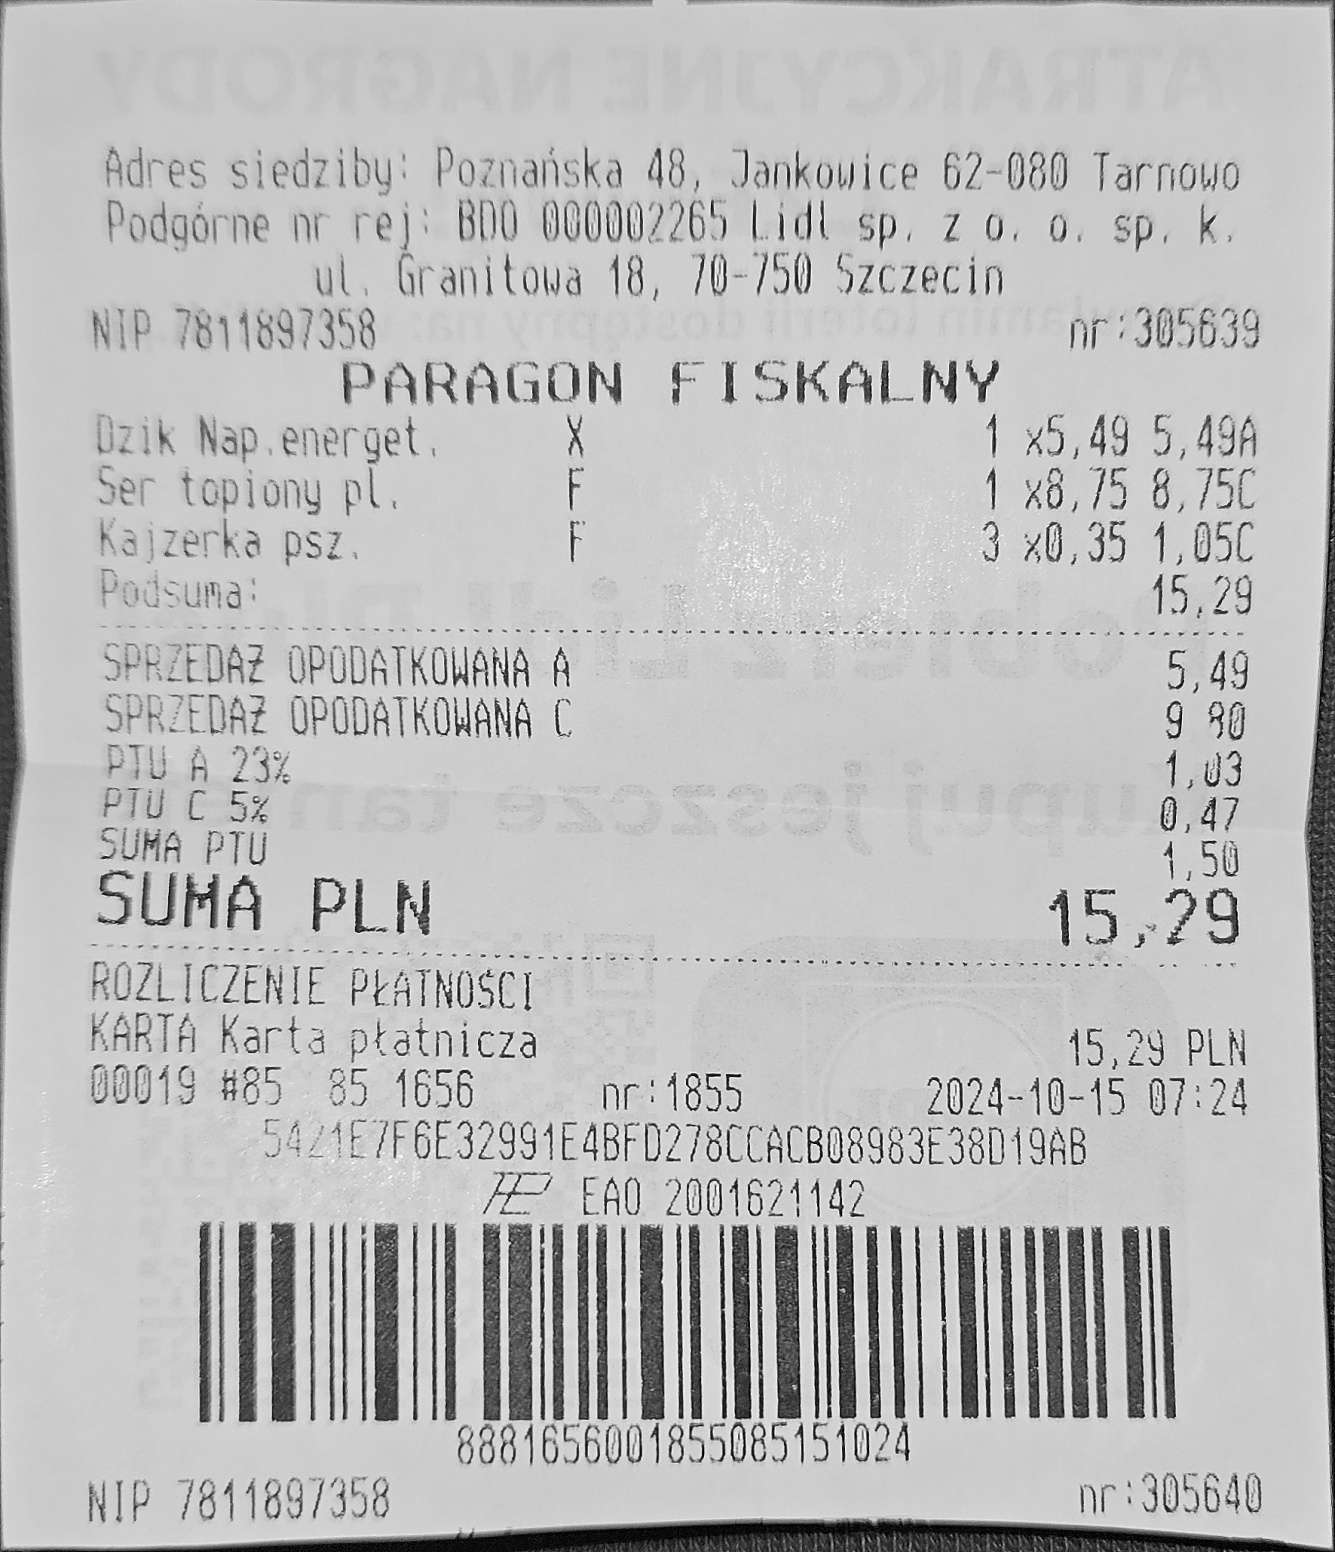 Adres siedziby: Poznańska 48, Jankowice 62-080 Tarnowo
Podgórne nr rej: BDO 000002265 Lidl sp. z o. o. sp. k.
ul. Granitowa 18, 70-750 Szczecin
NIP 7811897358 nr:305639
PARAGON FISKALNY
Dzik Nap.energet. X 1 x5,49 5,49A
Ser topiony pl. F 1 x8,75 8,75C
Kajzerka psz. F 3 x0,35 1,05C
Podsuma: 15,29
SPRZEDAŻ OPODATKOWANA A 5,49
SPRZEDAŻ OPODATKOWANA C 9 80
PTU A 23% 1,03
PTU C 5% 0,47
SUMA PTU 1,50
SUMA PLN 15,29
ROZLICZENIE PŁATNOŚCI
KARTA Karta płatnicza 15,29 PLN
00019 #85 85 1656 nr:1855 2024-10-15 07:24
5421E7F6E32991E4BFD278CCACB08983E38D19AB
EAO 2001621142
8881656001855085151024
NIP 7811897358 nr:305640